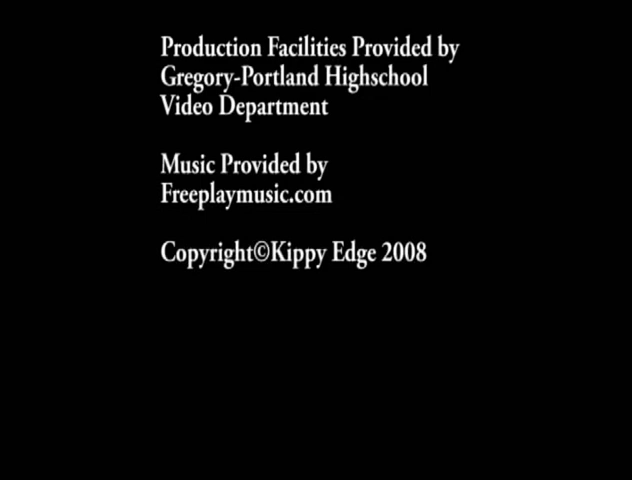 Production Facilities Provided by
Gregory-Portland Highschool
Video Department
Music Provided by
Freeplaymusic.com
Copyright©Kippy Edge 2008